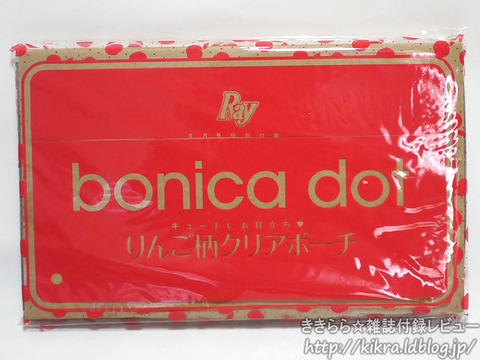 Ray
bonica dot
キュートにお目立ち♥
りんご柄クリアポーチ
ききらら☆雑誌付録レビュー
http://kikra.ldblog.jp/